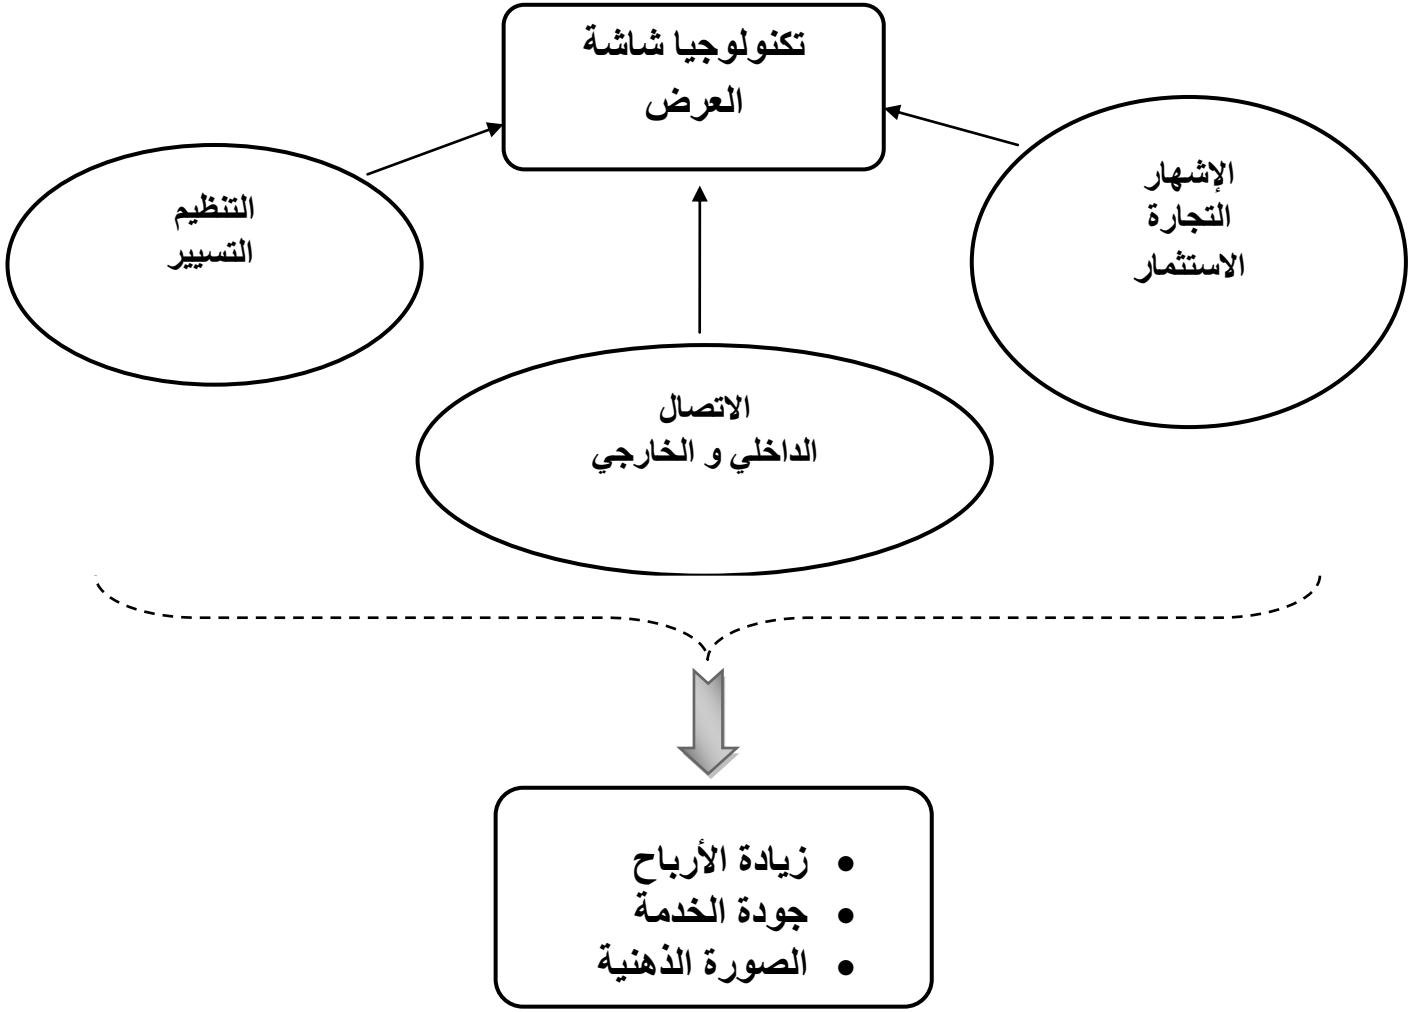 تكنولوجيا شاشة
العرض
الإشهار
التجارة
الاستثمار
التنظيم
التسيير
الاتصال
الداخلي و الخارجي
• زيادة الأرباح
• جودة الخدمة
• الصورة الذهنية